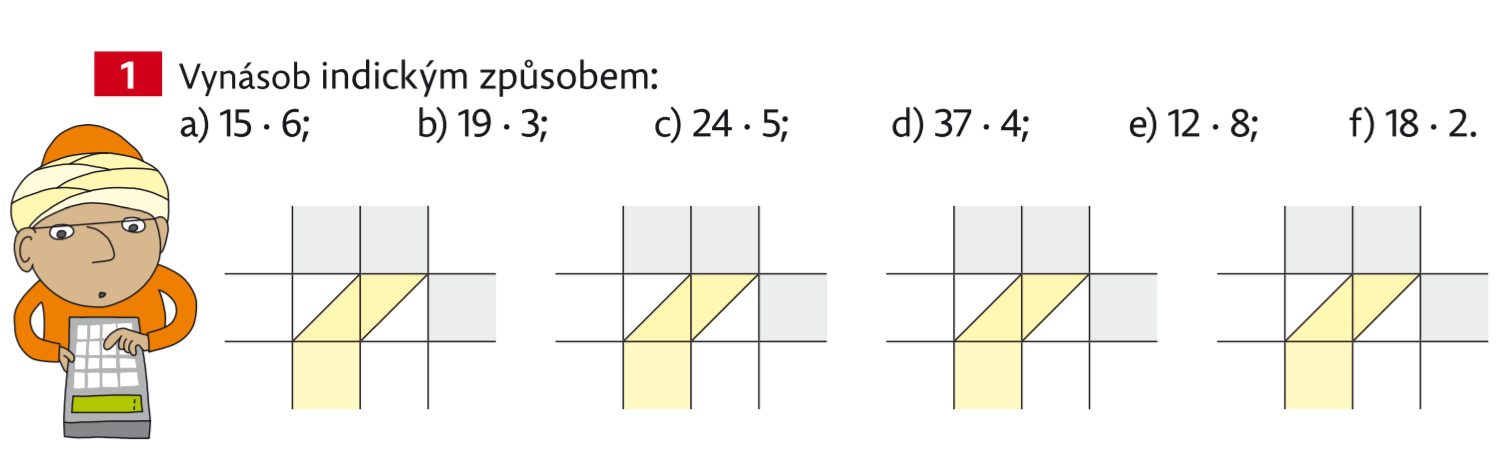 1 Vynásob indickým způsobem:
a) 15 · 6; b) 19 · 3; c) 24 · 5; d) 37 · 4; e) 12 · 8; f) 18 · 2.